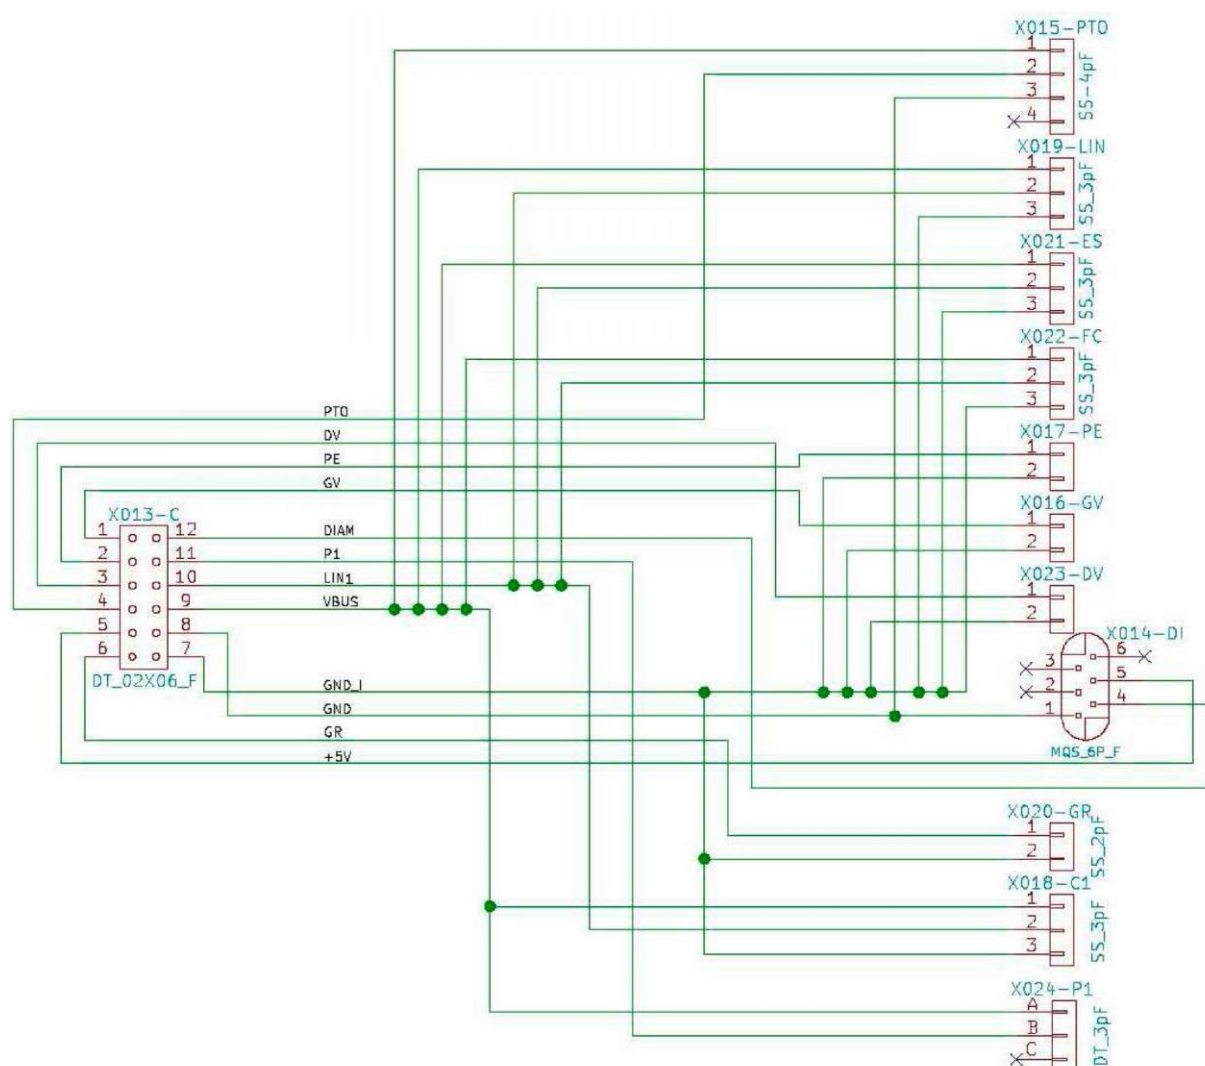 X015-PTO
1
2
3
4
SS-4pF
X019-LIN
1
2
3
SS_3pF
X021-ES
1
2
3
SS_3pF
X022-FC
1
2
3
SS_3pF
PTO
DV
PE
GV
X017-PE
1
2
X016-GV
1
2
X023-DV
1
2
X013-C
1 12
2 11
3 10
4 9
5 8
6 7
DT_02X06_F
DIAM
P1
LIN1
VBUS
GND_I
GND
GR
+5V
X014-DI
3 6
2 5
1 4
MQS_6P_F
X020-GR
1
2
SS_2pF
X018-C1
1
2
3
SS_3pF
X024-P1
A
B
C
DT_3pF